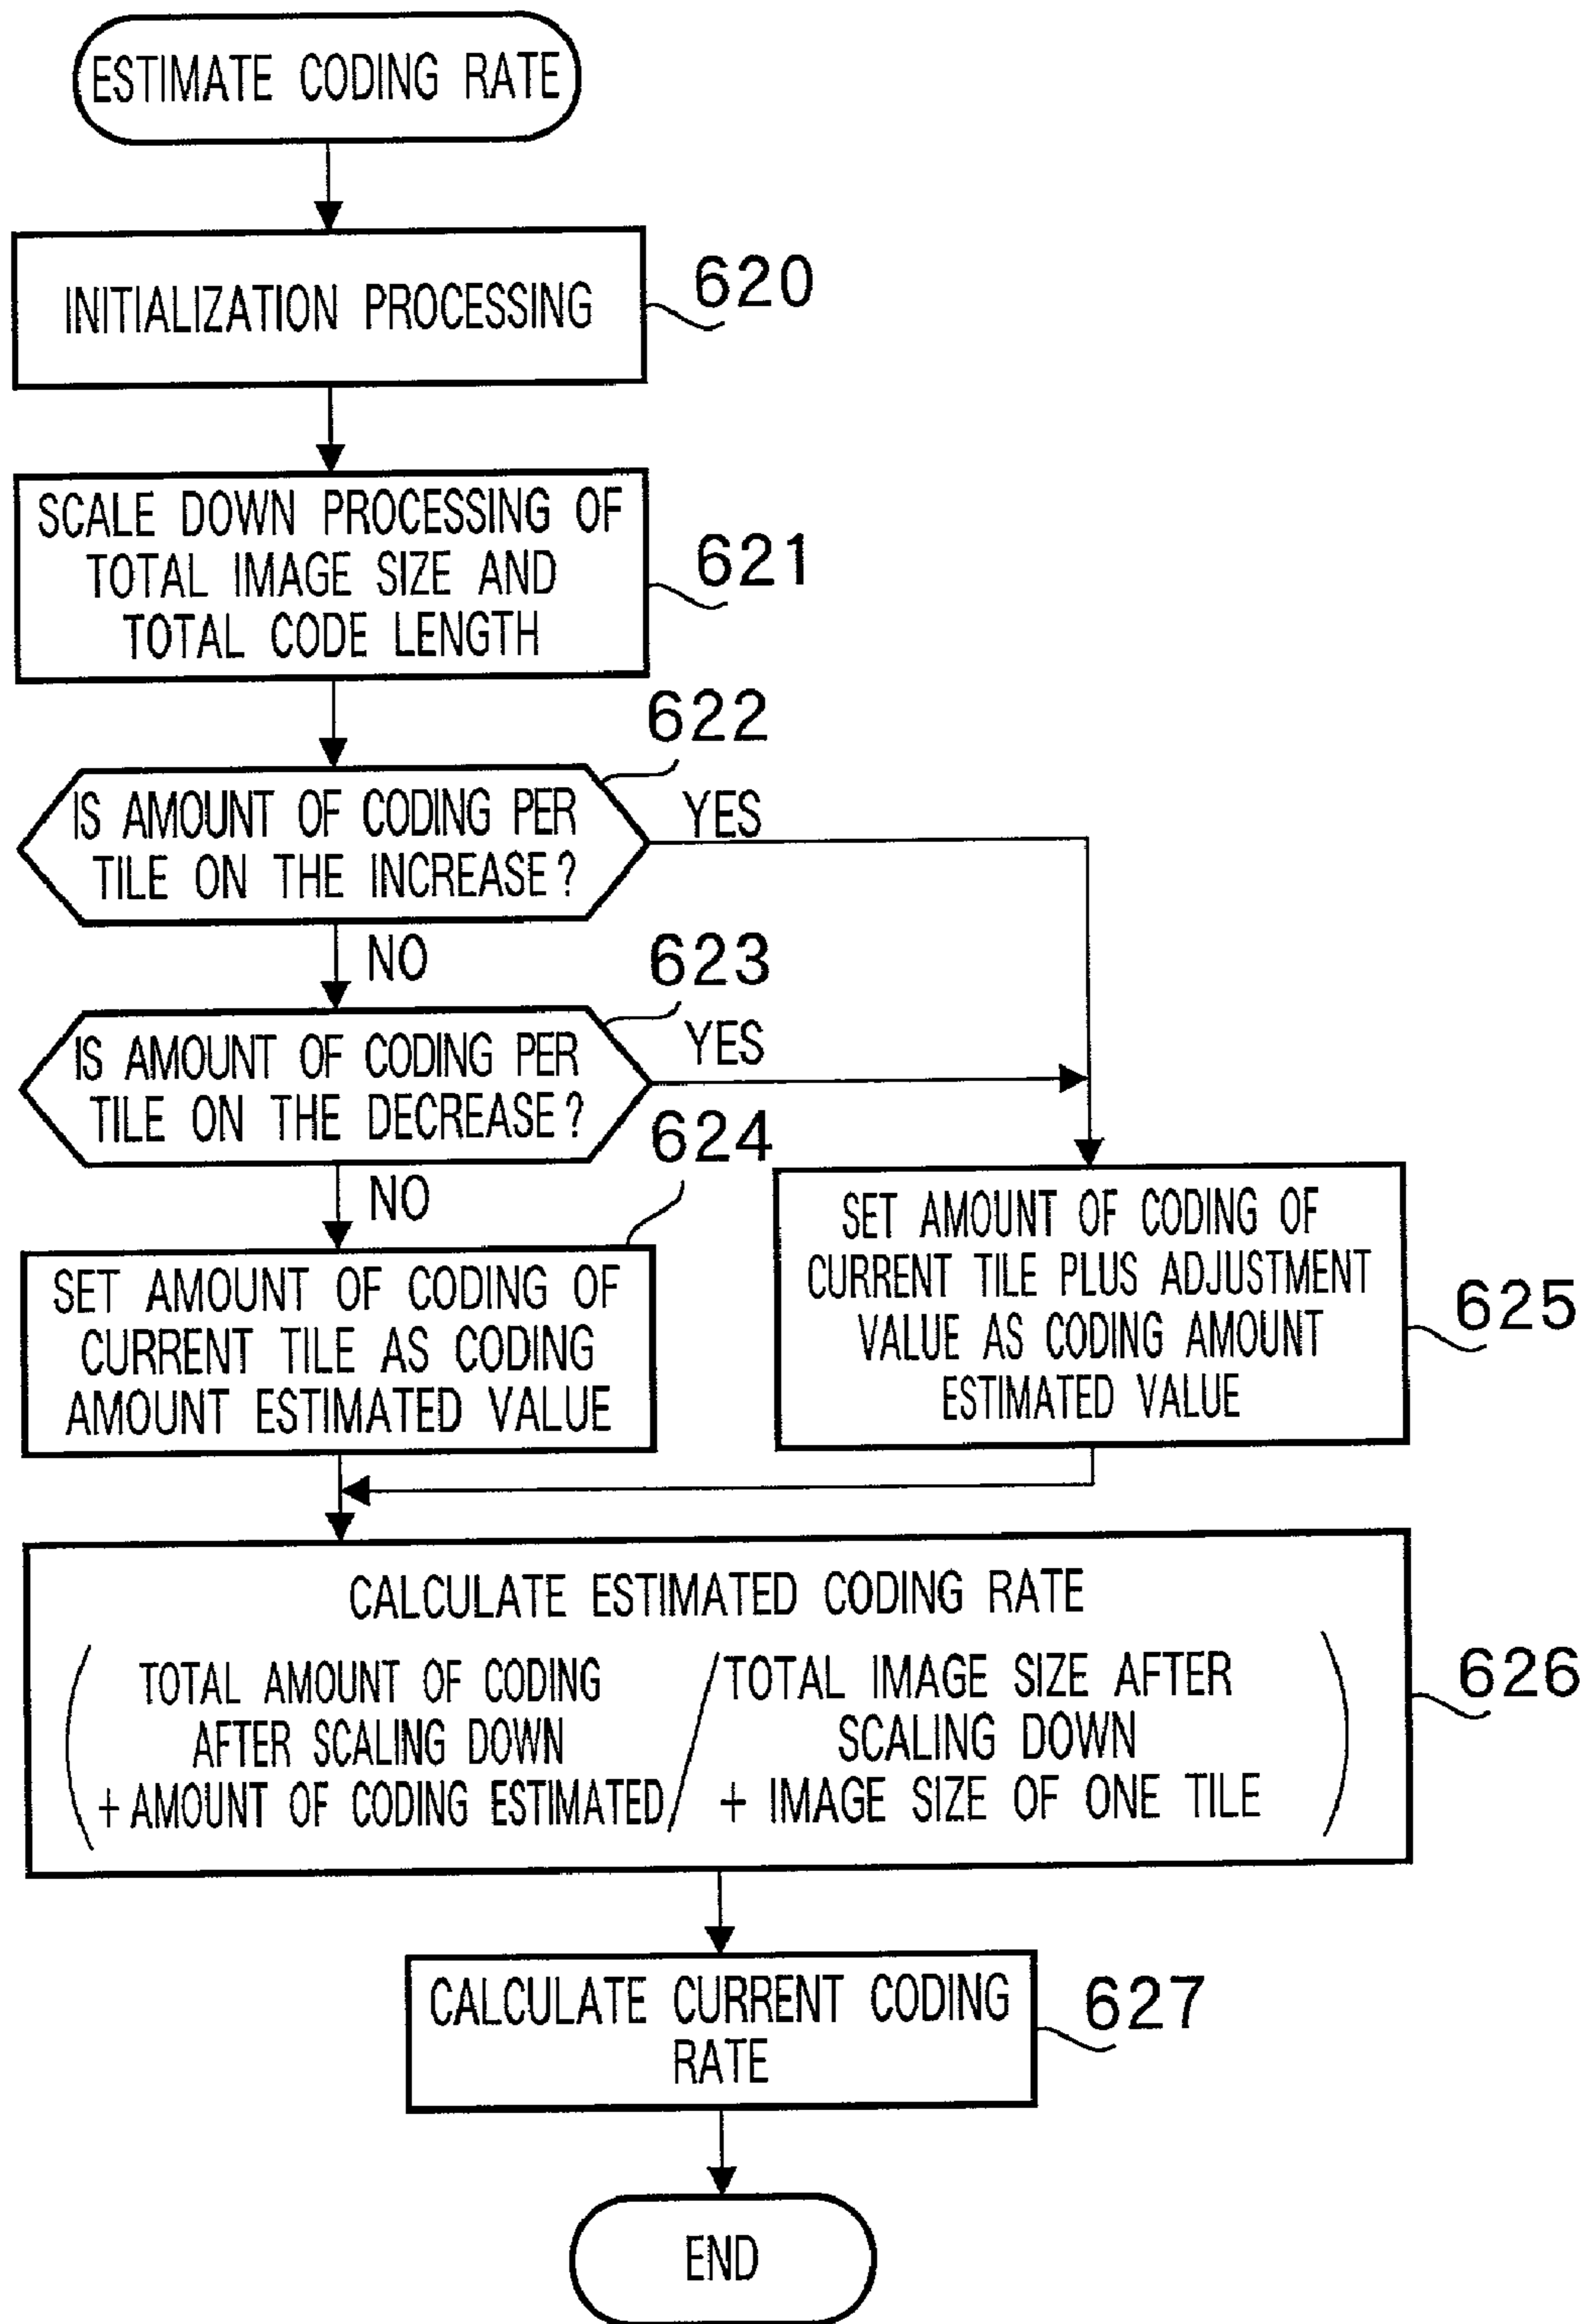 ESTIMATE CODING RATE
INITIALIZATION PROCESSING
620
SCALE DOWN PROCESSING OF
TOTAL IMAGE SIZE AND
TOTAL CODE LENGTH
621
622
IS AMOUNT OF CODING PER
TILE ON THE INCREASE?
YES
NO
623
IS AMOUNT OF CODING PER
TILE ON THE DECREASE?
YES
NO
624
SET AMOUNT OF CODING OF
CURRENT TILE AS CODING
AMOUNT ESTIMATED VALUE
SET AMOUNT OF CODING OF
CURRENT TILE PLUS ADJUSTMENT
VALUE AS CODING AMOUNT
ESTIMATED VALUE
625
CALCULATE ESTIMATED CODING RATE
( TOTAL AMOUNT OF CODING
AFTER SCALING DOWN
+ AMOUNT OF CODING ESTIMATED /
TOTAL IMAGE SIZE AFTER
SCALING DOWN
+ IMAGE SIZE OF ONE TILE )
626
CALCULATE CURRENT CODING
RATE
627
END